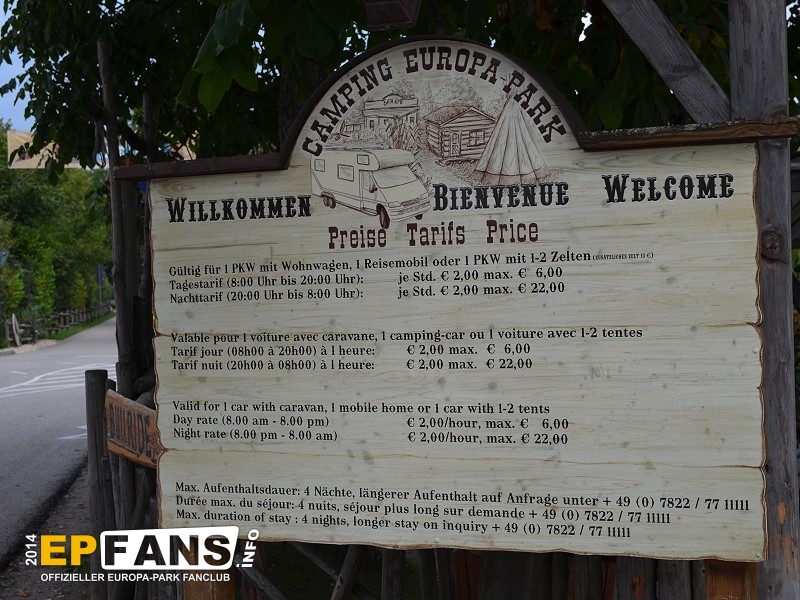 CAMPING EUROPA-PARK
WILLKOMMEN BIENVENUE WELCOME
Preise Tarifs Price
Gültig für 1 PKW mit Wohnwagen, 1 Reisemobil oder 1 PKW mit 1-2 Zelten (ZUSÄTZLICHES ZELT 12 €)
Tagestarif (8:00 Uhr bis 20:00 Uhr): je Std. € 2,00 max. € 6,00
Nachttarif (20:00 Uhr bis 8:00 Uhr): je Std. € 2,00 max. € 22,00
Valable pour 1 voiture avec caravane, 1 camping-car ou 1 voiture avec 1-2 tentes
Tarif jour (08h00 à 20h00) à 1 heure: € 2,00 max. € 6,00
Tarif nuit (20h00 à 08h00) à 1 heure: € 2,00 max. € 22,00
Valid for 1 car with caravan, 1 mobile home or 1 car with 1-2 tents
Day rate (8.00 am - 8.00 pm) € 2,00/hour, max. € 6,00
Night rate (8.00 pm - 8.00 am) € 2,00/hour, max. € 22,00
Max. Aufenthaltsdauer: 4 Nächte, längerer Aufenthalt auf Anfrage unter + 49 (0) 7822 / 77 11111
Durée max. du séjour: 4 nuits, séjour plus long sur demande + 49 (0) 7822 / 77 11111
Max. duration of stay : 4 nights, longer stay on inquiry + 49 (0) 7822 / 77 11111
2014 EPFANS.INFO
OFFIZIELLER EUROPA-PARK FANCLUB